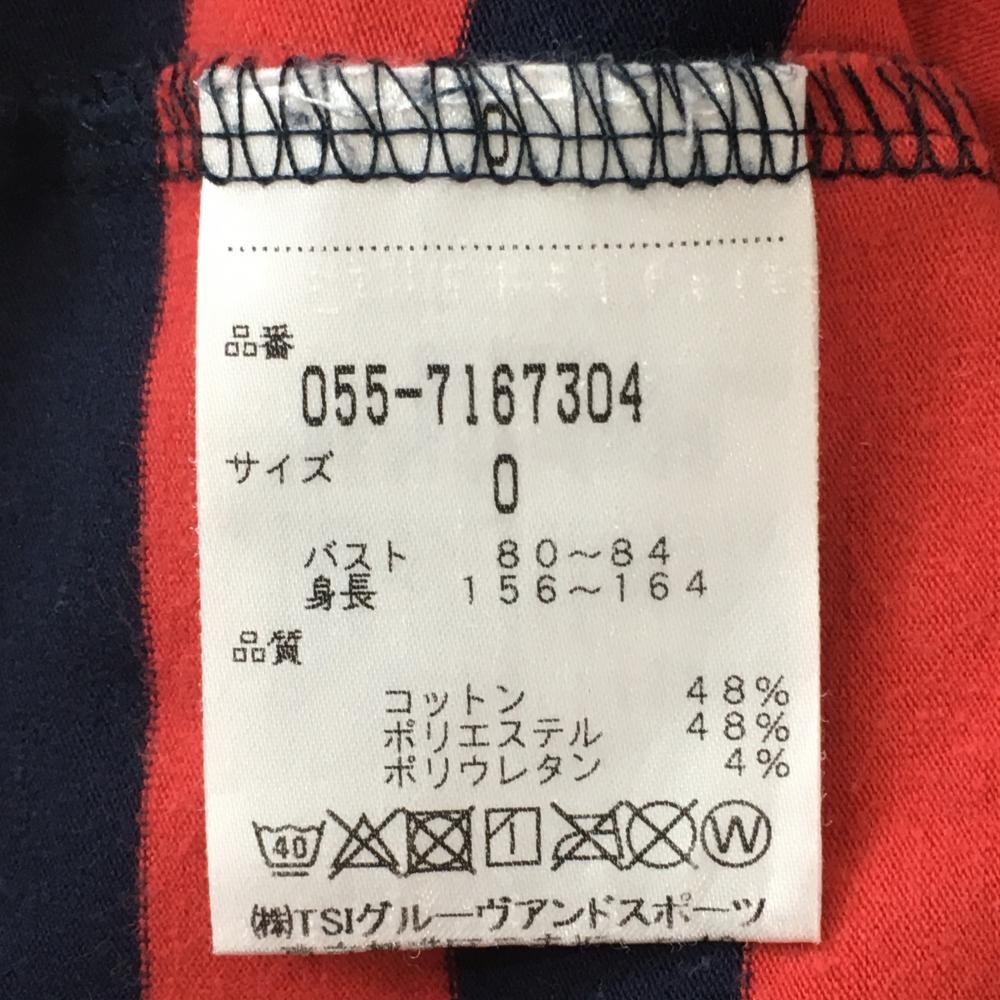 0
品番
055-7167304
サイズ
0
バスト 80~84
身長 156~164
品質
コットン 48%
ポリエステル 48%
ポリウレタン 4%
40
W
(株)TSIグルーヴアンドスポーツ